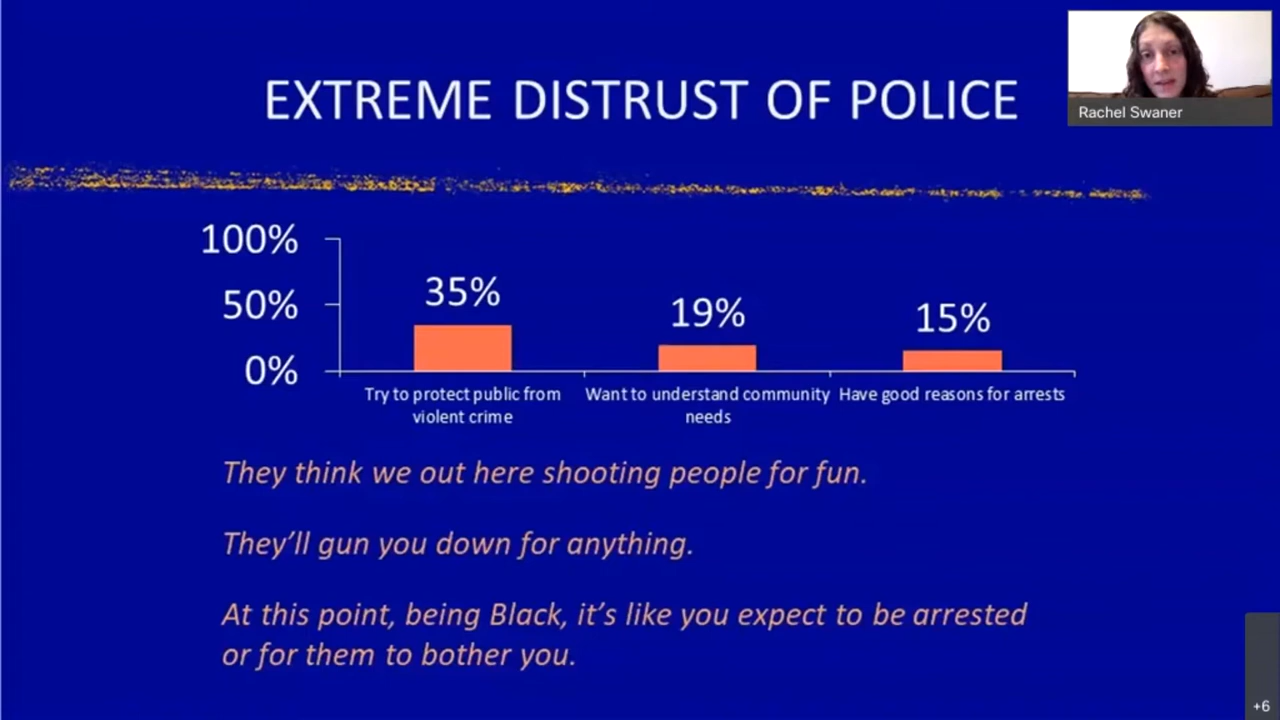 EXTREME DISTRUST OF POLICE
Rachel Swaner
100%
50%
0%
35%
19%
15%
Try to protect public from
violent crime
Want to understand community
needs
Have good reasons for arrests
They think we out here shooting people for fun.
They’ll gun you down for anything.
At this point, being Black, it’s like you expect to be arrested
or for them to bother you.
+6